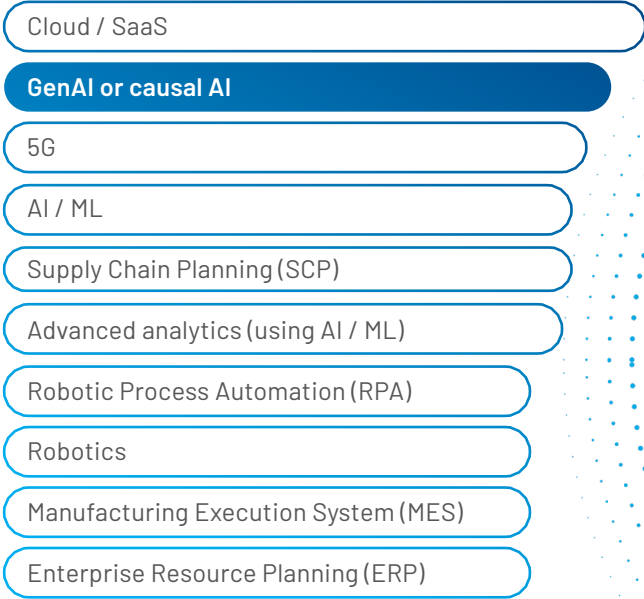 Cloud / SaaS
GenAI or causal AI
5G
AI / ML
Supply Chain Planning (SCP)
Advanced analytics (using AI / ML)
Robotic Process Automation (RPA)
Robotics
Manufacturing Execution System (MES)
Enterprise Resource Planning (ERP)